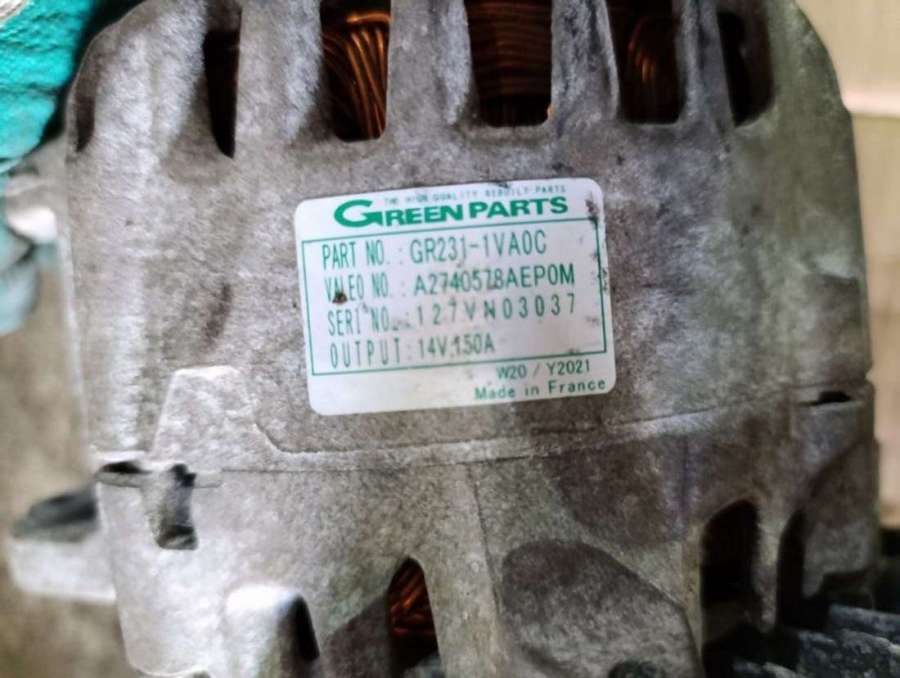 THE HIGH QUALITY REBUILT PARTS
GREEN PARTS
PART NO. : GR231-1VA0C
VALEO NO. : A2740578AEP0M
SERI NO. : 127VN03037
OUTPUT : 14V.150A
W20 / Y2021
Made in France